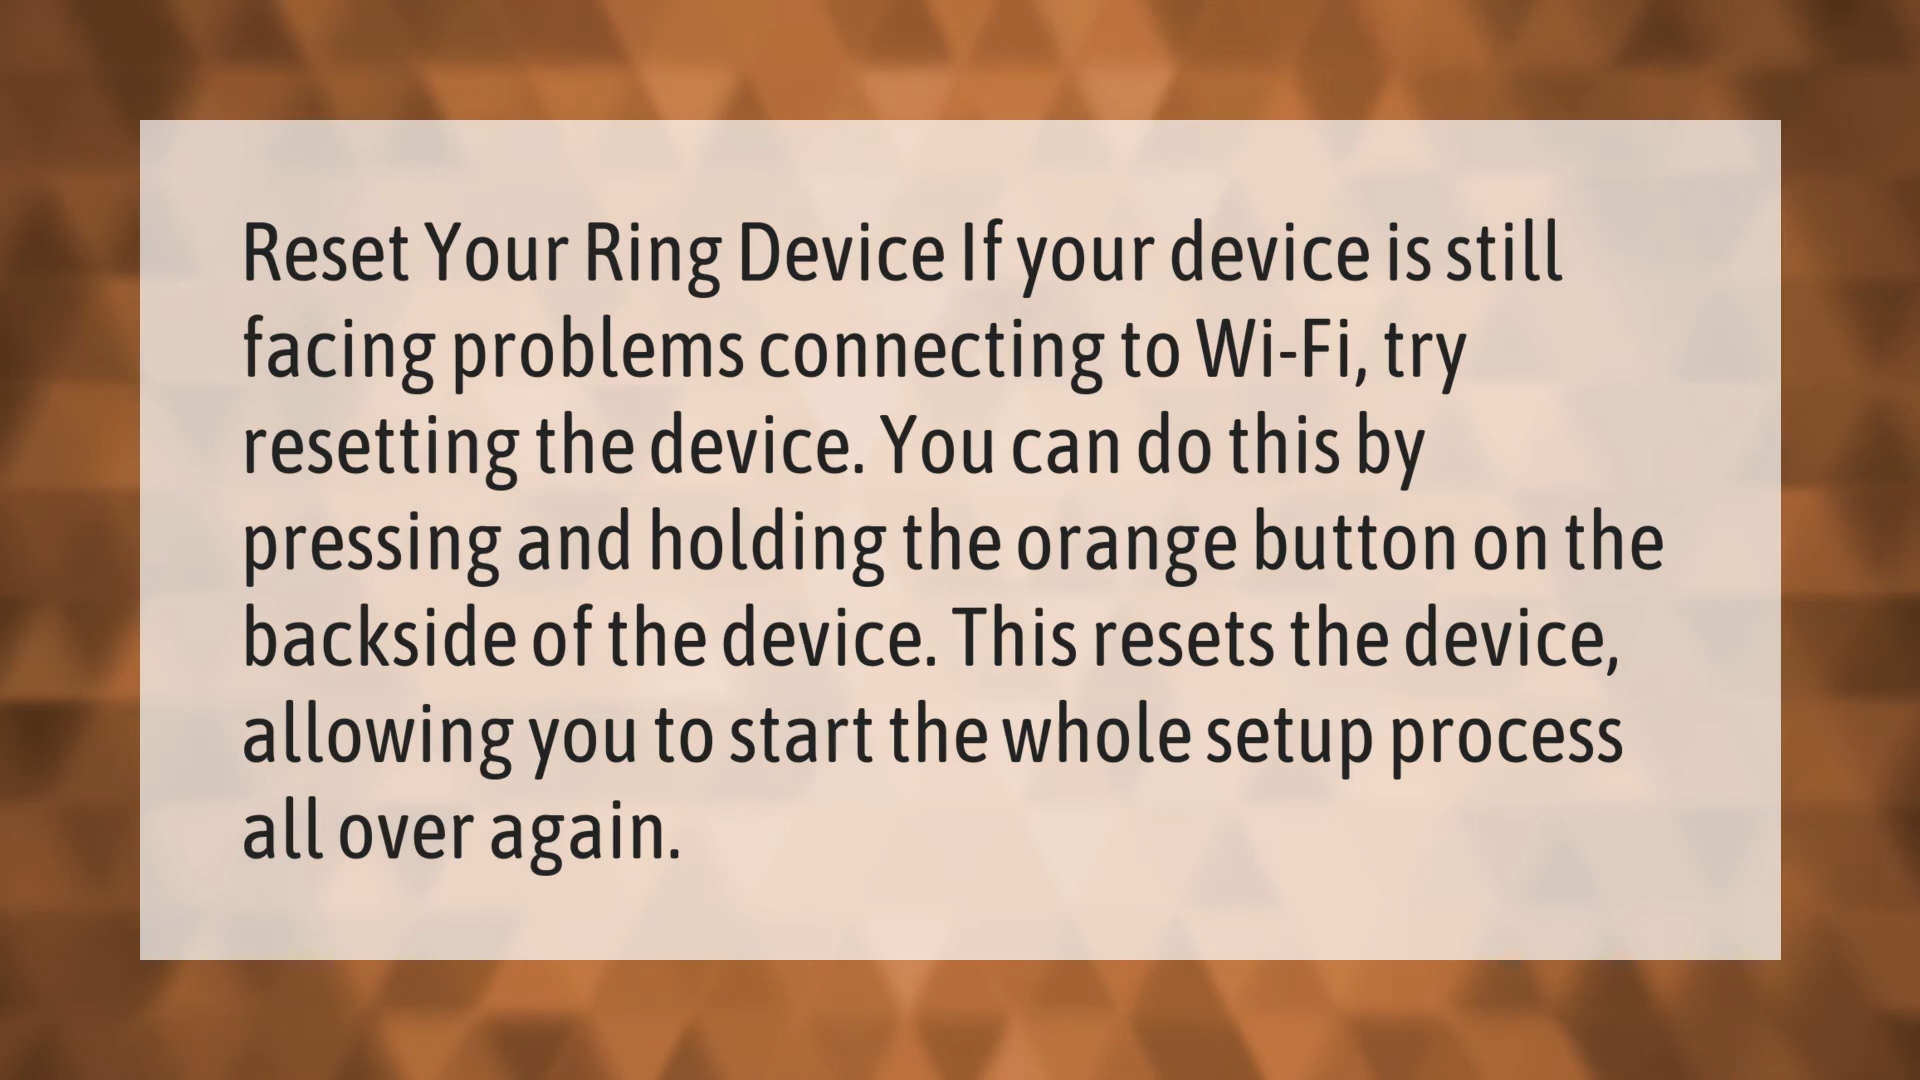 Reset Your Ring Device If your device is still
facing problems connecting to Wi-Fi, try
resetting the device. You can do this by
pressing and holding the orange button on the
backside of the device. This resets the device,
allowing you to start the whole setup process
all over again.